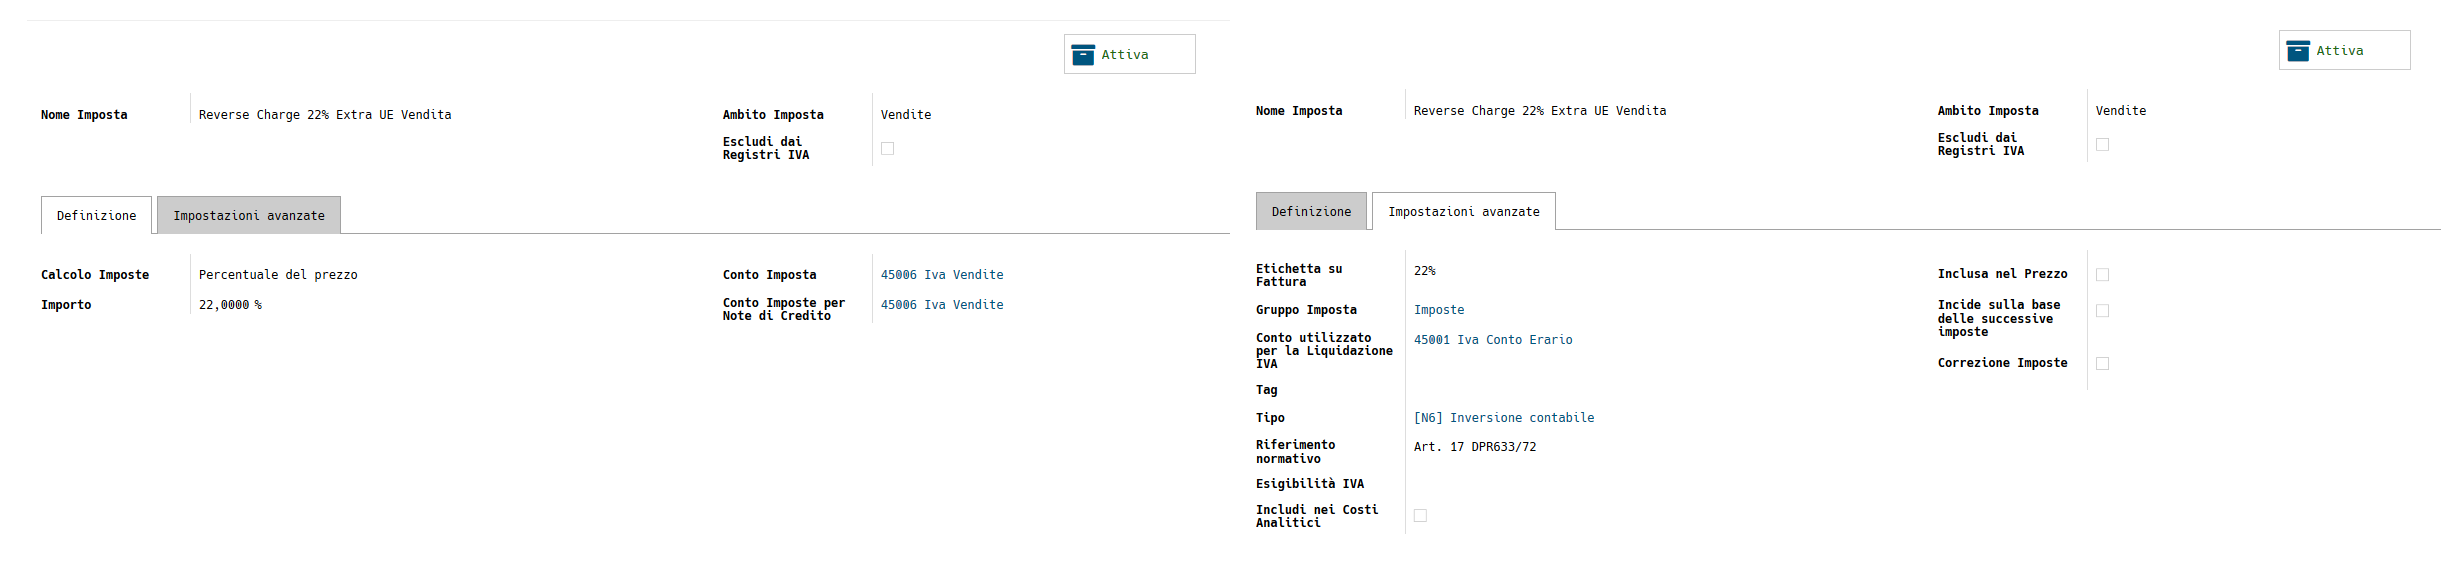 Attiva
Nome Imposta
Reverse Charge 22% Extra UE Vendita
Ambito Imposta
Vendite
Escludi dai
Registri IVA
Definizione
Impostazioni avanzate
Calcolo Imposte
Percentuale del prezzo
Conto Imposta
45006 Iva Vendite
Importo
22,0000 %
Conto Imposte per
Note di Credito
45006 Iva Vendite
Attiva
Nome Imposta
Reverse Charge 22% Extra UE Vendita
Ambito Imposta
Vendite
Escludi dai
Registri IVA
Definizione
Impostazioni avanzate
Etichetta su
Fattura
22%
Gruppo Imposta
Imposte
Conto utilizzato
per la Liquidazione
IVA
45001 Iva Conto Erario
Tag
Tipo
[N6] Inversione contabile
Riferimento
normativo
Art. 17 DPR633/72
Esigibilità IVA
Includi nei Costi
Analitici
Inclusa nel Prezzo
Incide sulla base
delle successive
imposte
Correzione Imposte